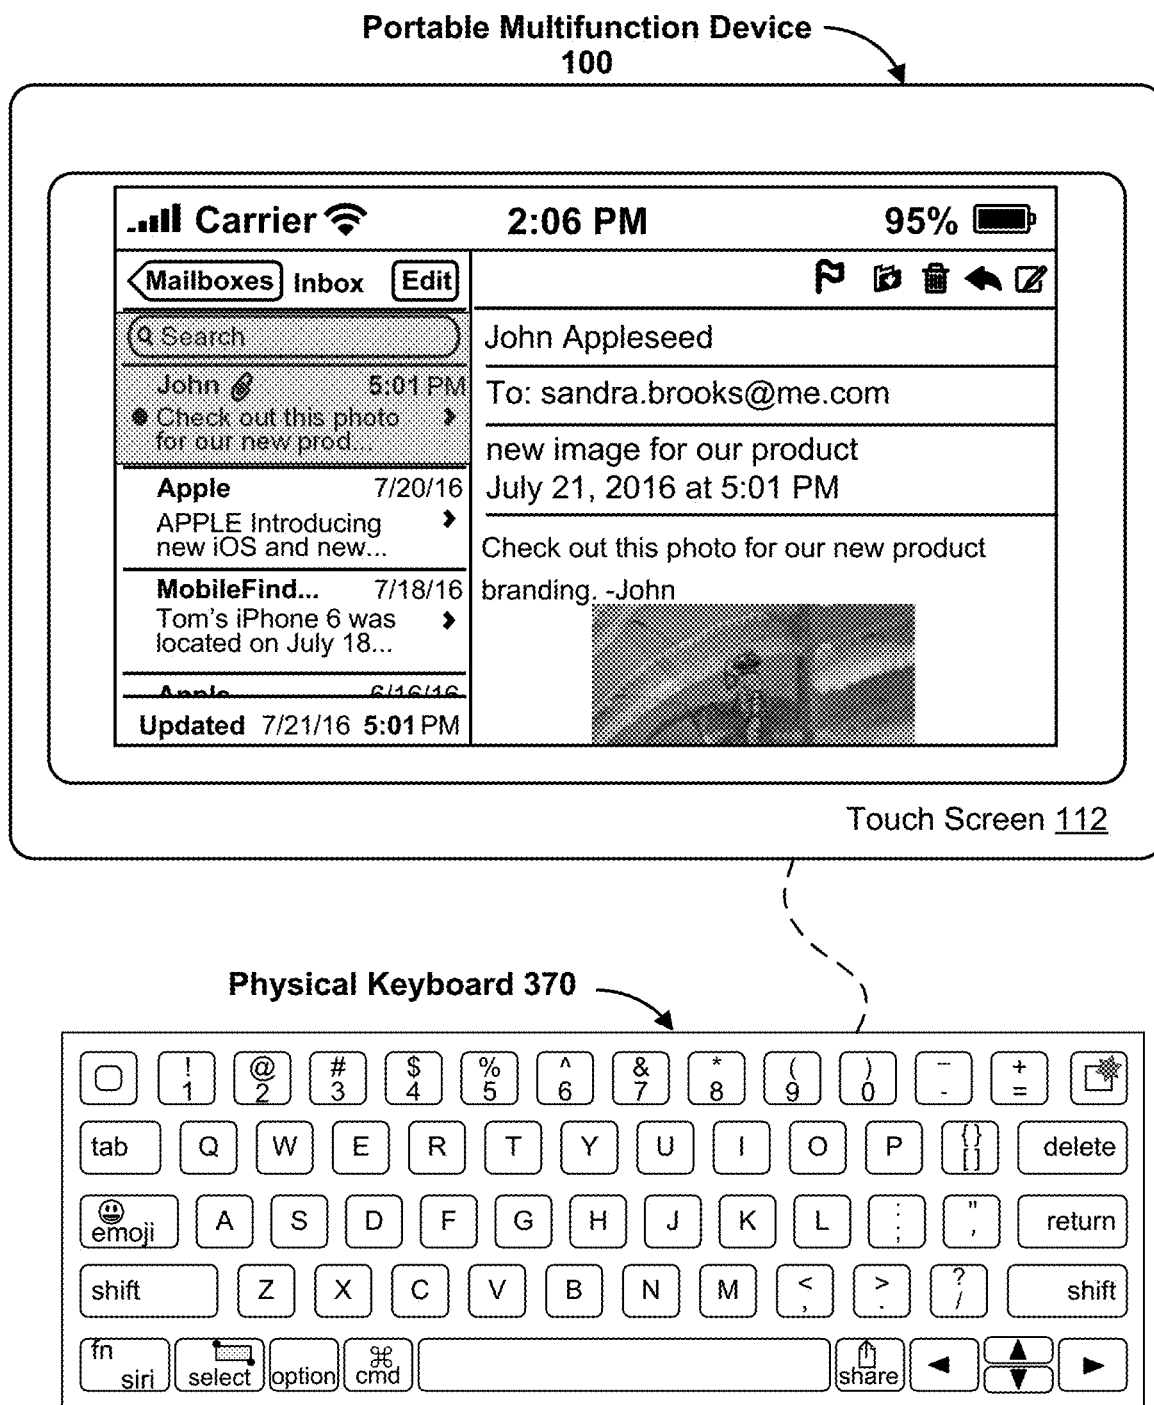 Portable Multifunction Device
100
Carrier 2:06 PM 95%
Mailboxes Inbox Edit
Search
John 5:01 PM
Check out this photo
for our new prod...
Apple 7/20/16
APPLE Introducing
new iOS and new...
MobileFind... 7/18/16
Tom's iPhone 6 was
located on July 18...
Apple 6/16/16
Updated 7/21/16 5:01 PM
John Appleseed
To: sandra.brooks@me.com
new image for our product
July 21, 2016 at 5:01 PM
Check out this photo for our new product
branding. -John
Touch Screen 112
Physical Keyboard 370
! @ # $ % ^ & * ( ) _ +
1 2 3 4 5 6 7 8 9 0 - =
tab Q W E R T Y U I O P {} [] delete
emoji A S D F G H J K L : ; " ' return
shift Z X C V B N M < , > . ? / shift
fn siri select option ⌘ cmd share